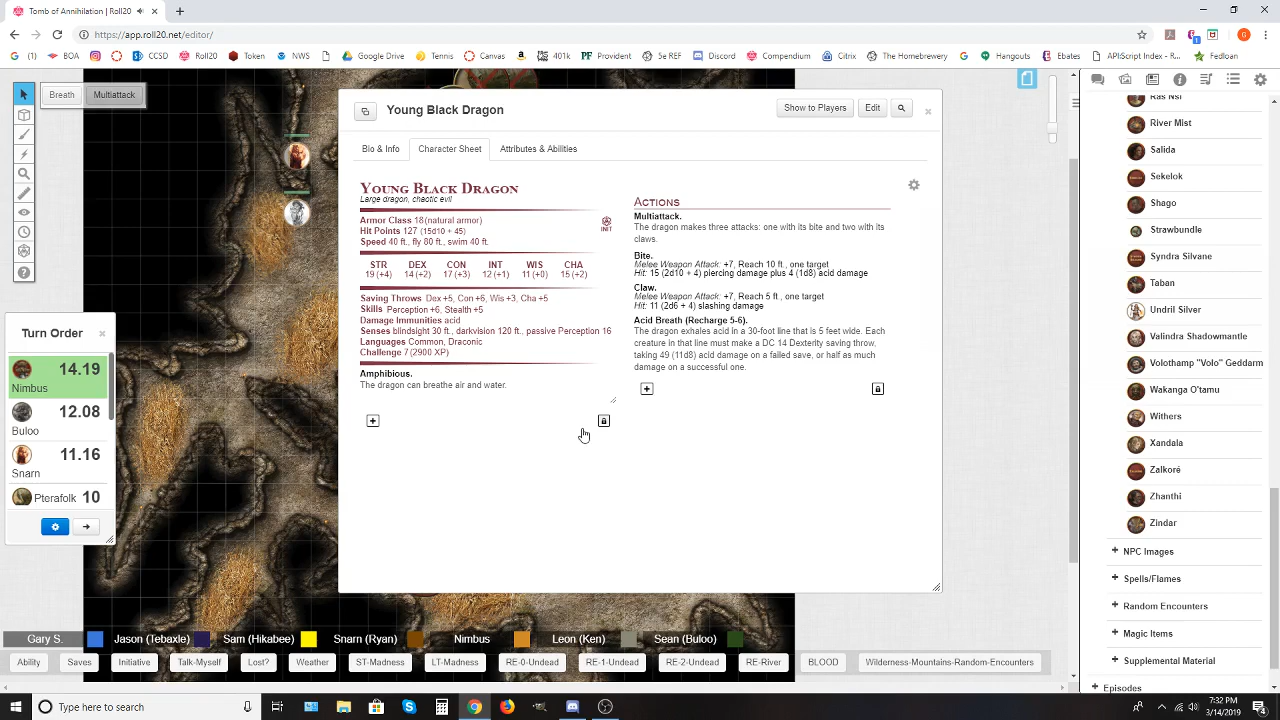 Tomb of Annihilation | Roll20
https://app.roll20.net/editor/
BOA
SB
CCSD
Roll20
TWP
NWS
Google Drive
Tennis
Canvas
401k
Provident
5e REF
Discord
Compendium
Citrix
The Homebrewery
Hangouts
Ebates
APIScript Index - R...
Fedloan
Breath
Multiattack
Young Black Dragon
Show to Players
Edit
Bio & Info
Character Sheet
Attributes & Abilities
Young Black Dragon
Large dragon, chaotic evil
Armor Class 18 (natural armor)
Hit Points 127 (15d10 + 45)
Speed 40 ft., fly 80 ft., swim 40 ft.
INIT
STR DEX CON INT WIS CHA
19 (+4) 14 (+2) 17 (+3) 12 (+1) 11 (+0) 15 (+2)
Saving Throws Dex +5, Con +6, Wis +3, Cha +5
Skills Perception +6, Stealth +5
Damage Immunities acid
Senses blindsight 30 ft., darkvision 120 ft., passive Perception 16
Languages Common, Draconic
Challenge 7 (2900 XP)
Amphibious.
The dragon can breathe air and water.
Actions
Multiattack.
The dragon makes three attacks: one with its bite and two with its
claws.
Bite.
Melee Weapon Attack: +7, Reach 10 ft., one target
Hit: 15 (2d10 + 4) piercing damage plus 4 (1d8) acid damage
Claw.
Melee Weapon Attack: +7, Reach 5 ft., one target
Hit: 11 (2d6 + 4) slashing damage
Acid Breath (Recharge 5-6).
The dragon exhales acid in a 30-foot line that is 5 feet wide. Each
creature in that line must make a DC 14 Dexterity saving throw,
taking 49 (11d8) acid damage on a failed save, or half as much
damage on a successful one.
Turn Order
14.19
Nimbus
12.08
Buloo
11.16
Snarn
Pterafolk 10
Ras Nsi
River Mist
Salida
Sekelok
Shago
Strawbundle
Syndra Silvane
Taban
Undril Silver
Valindra Shadowmantle
Volothamp "Volo" Geddarm
Wakanga O'tamu
Withers
Xandala
Zalkoré
Zhanthi
Zindar
NPC Images
Spells/Flames
Random Encounters
Magic Items
Supplemental Material
Episodes
Gary S.
Jason (Tebaxle)
Sam (Hikabee)
Snarn (Ryan)
Nimbus
Leon (Ken)
Sean (Buloo)
Ability
Saves
Initiative
Talk-Myself
Lost?
Weather
ST-Madness
LT-Madness
RE-0-Undead
RE-1-Undead
RE-2-Undead
RE-River
BLOOD
Wilderness-Mountains-Random-Encounters
Type here to search
7:32 PM
3/14/2019